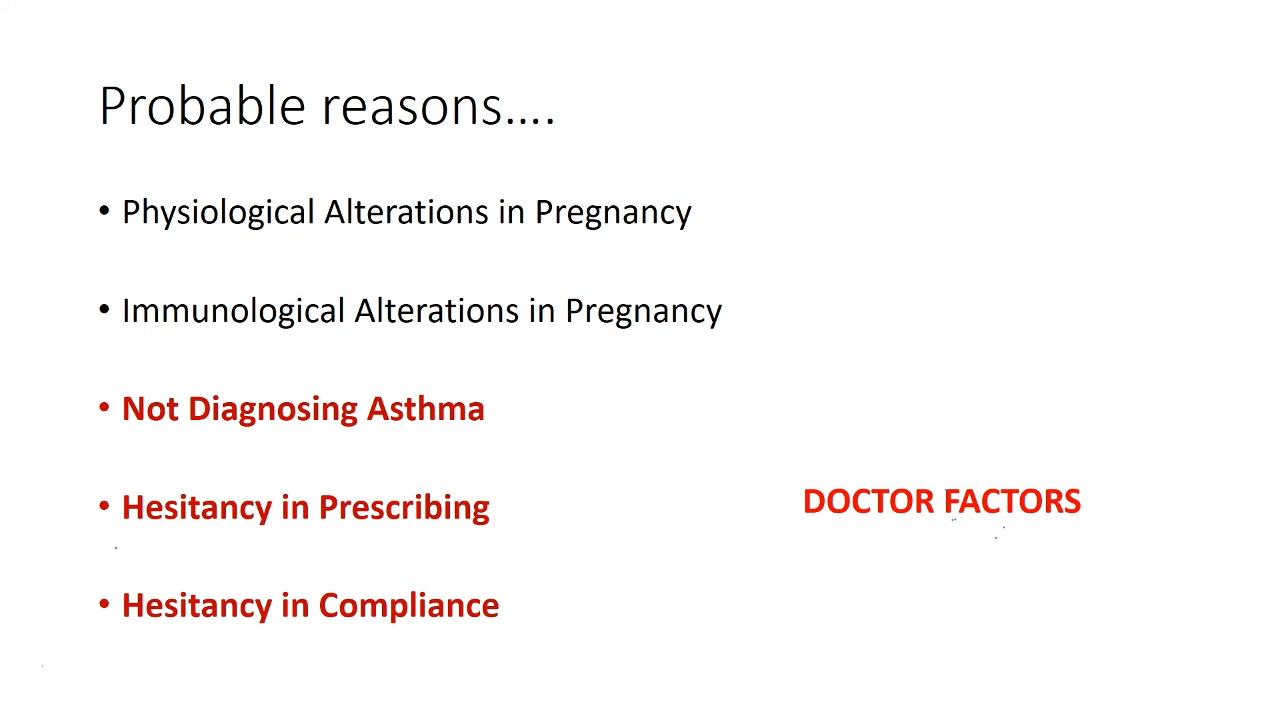 Probable reasons....
• Physiological Alterations in Pregnancy
• Immunological Alterations in Pregnancy
• Not Diagnosing Asthma
• Hesitancy in Prescribing
DOCTOR FACTORS
• Hesitancy in Compliance